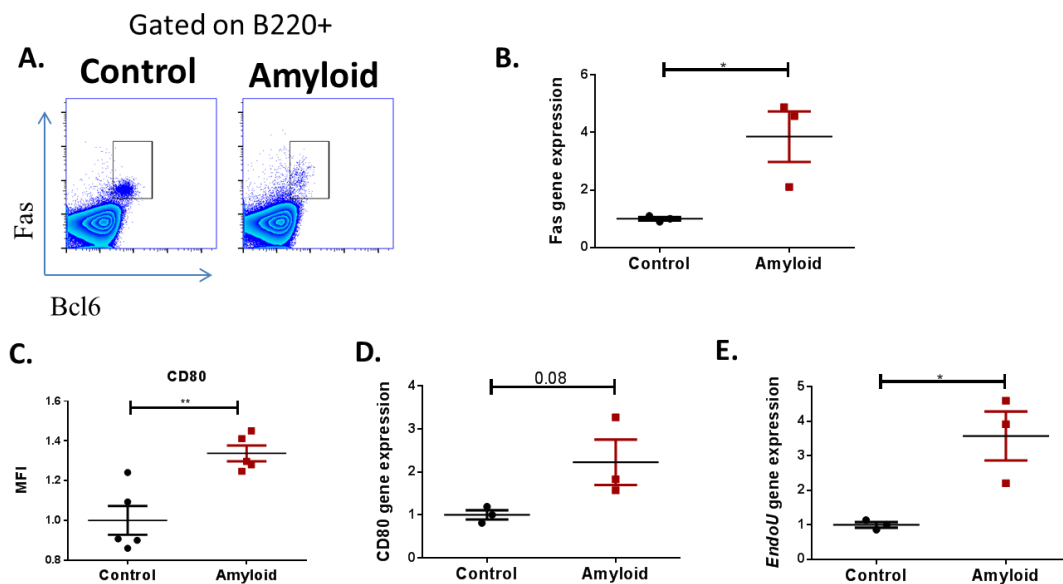 Gated on B220+
A.
Control
Amyloid
Fas
Bcl6
B.
*
Fas gene expression
6
4
2
0
Control
Amyloid
C.
CD80
**
MFI
1.6
1.4
1.2
1.0
0.8
Control
Amyloid
D.
0.08
CD80 gene expression
4
3
2
1
0
Control
Amyloid
E.
*
EndoU gene expression
5
4
3
2
1
0
Control
Amyloid